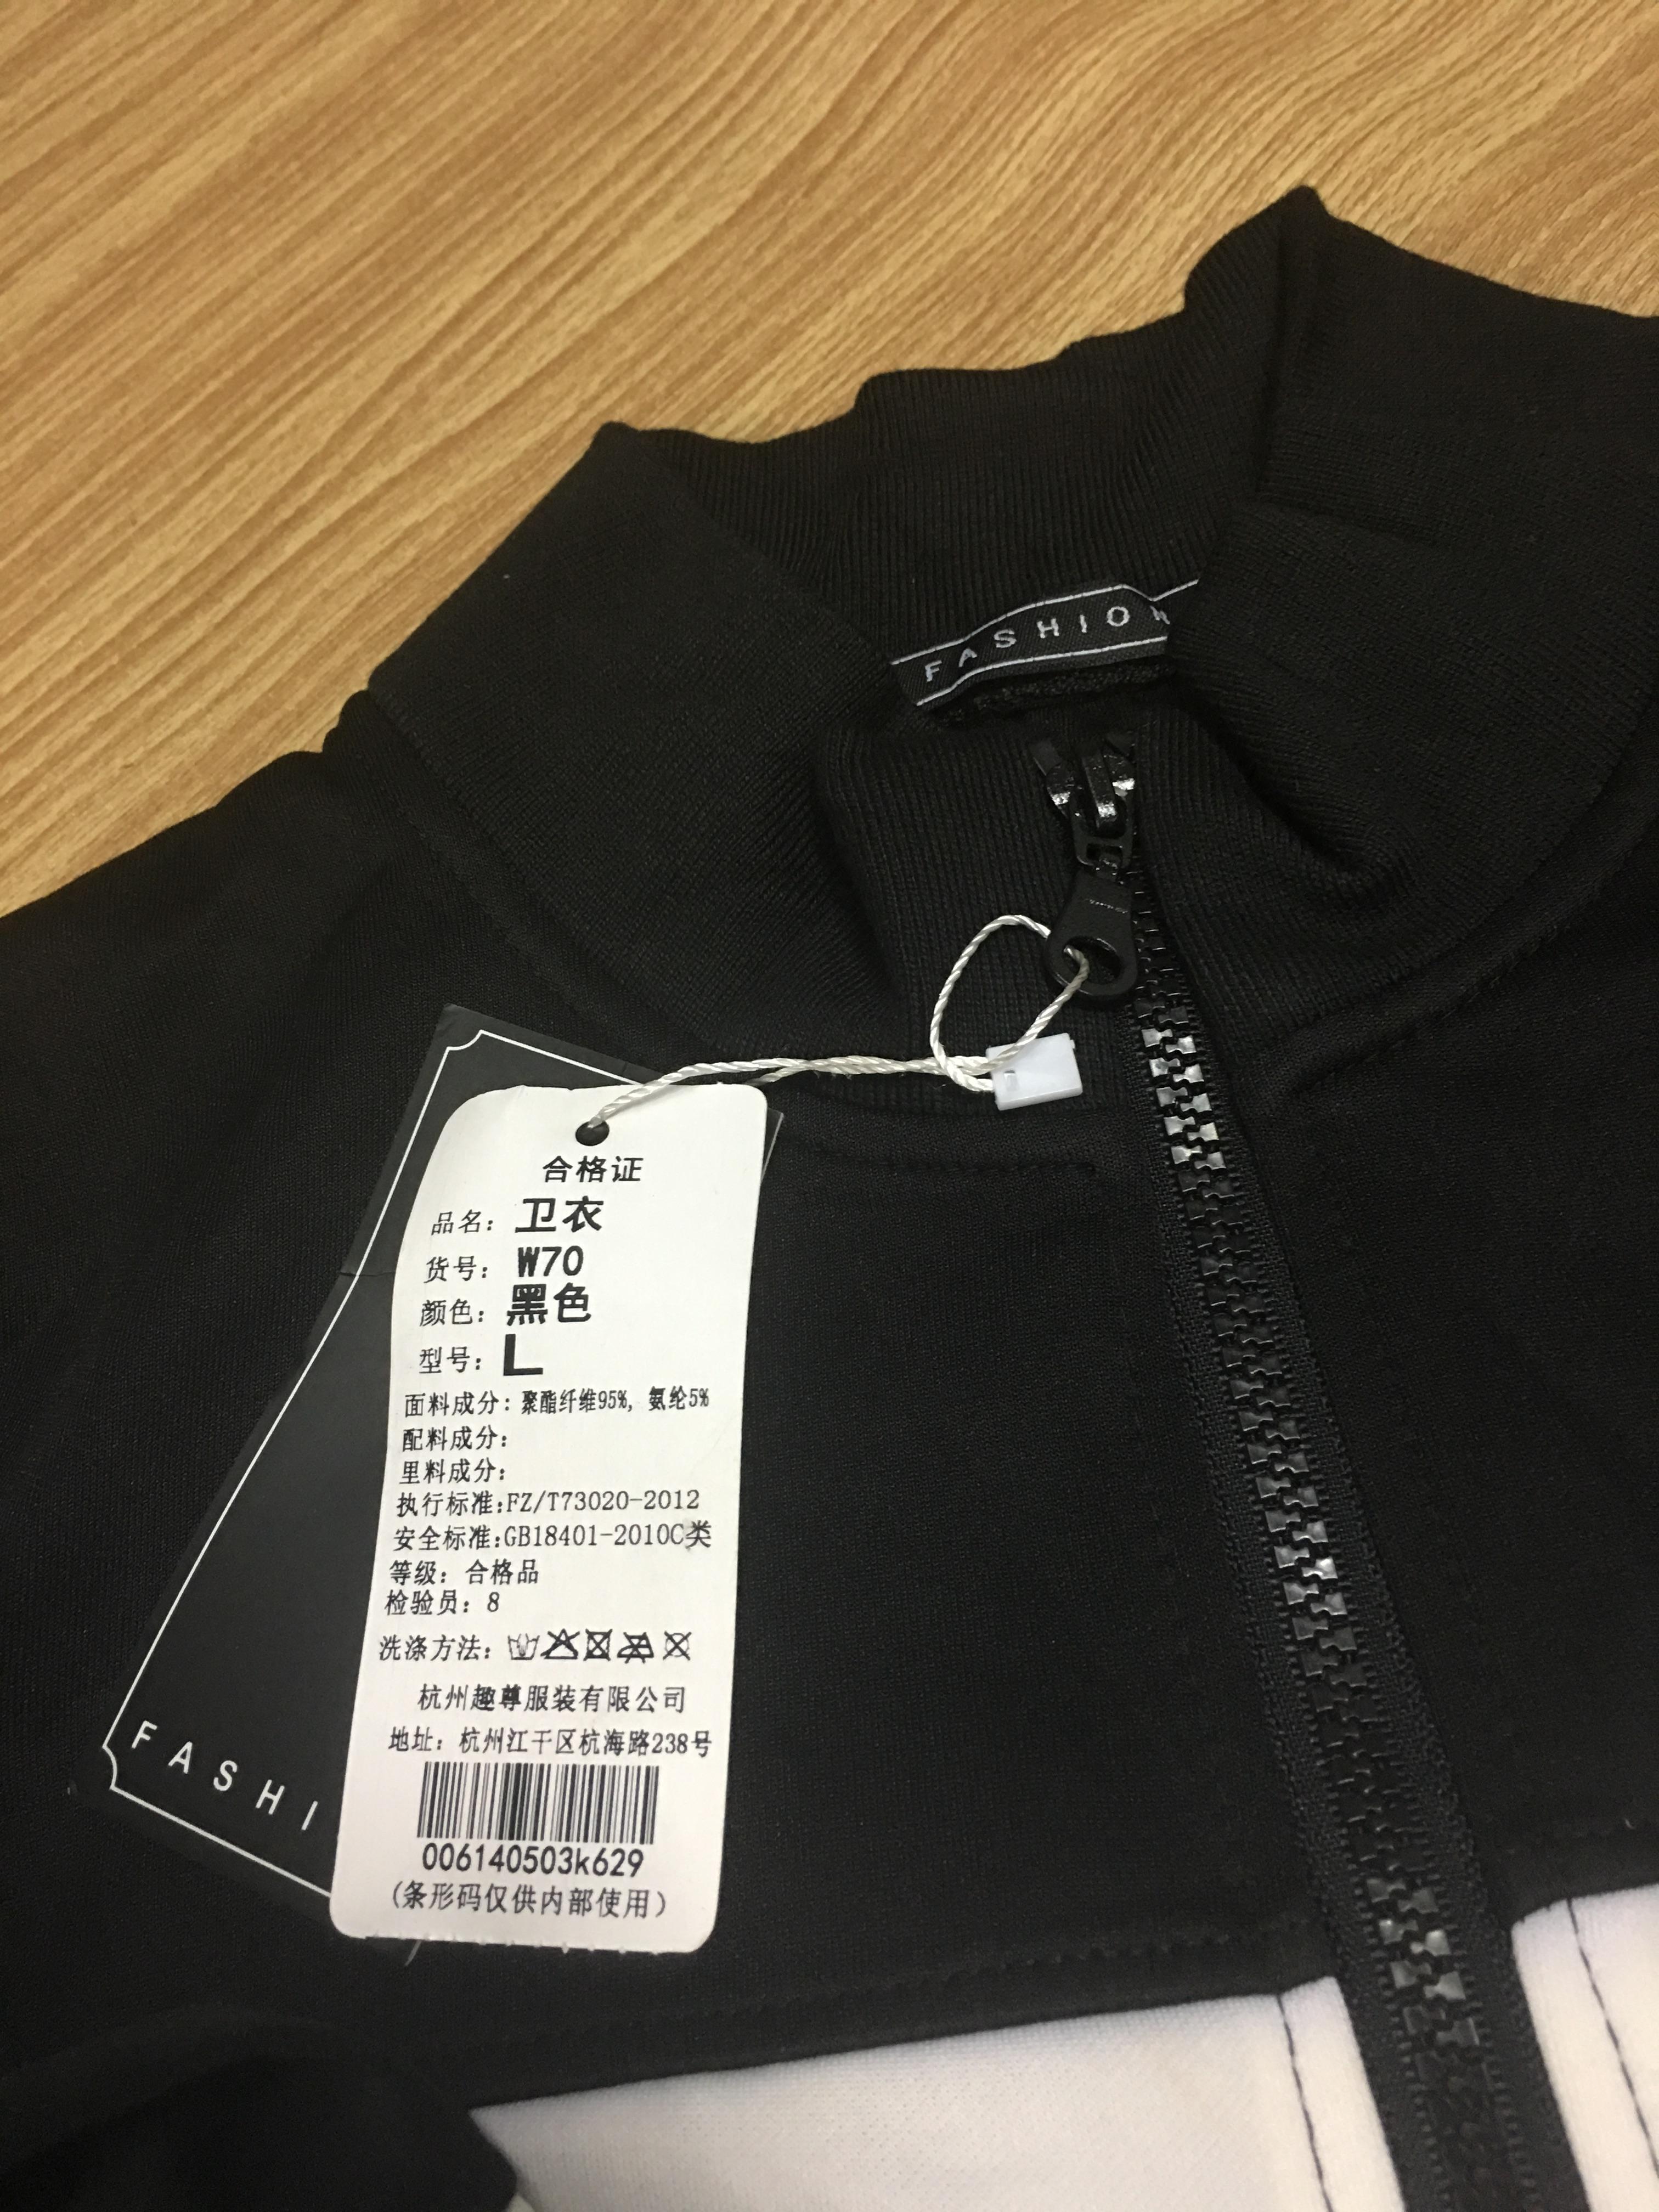 FASHION
合格证
品名：卫衣
货号：W70
颜色：黑色
型号：L
面料成分：聚酯纤维95%，氨纶5%
配料成分：
里料成分：
执行标准:FZ/T73020-2012
安全标准:GB18401-2010C类
等级：合格品
检验员：8
洗涤方法：
杭州趣尊服装有限公司
地址：杭州江干区杭海路238号
006140503k629
(条形码仅供内部使用)
FASHI